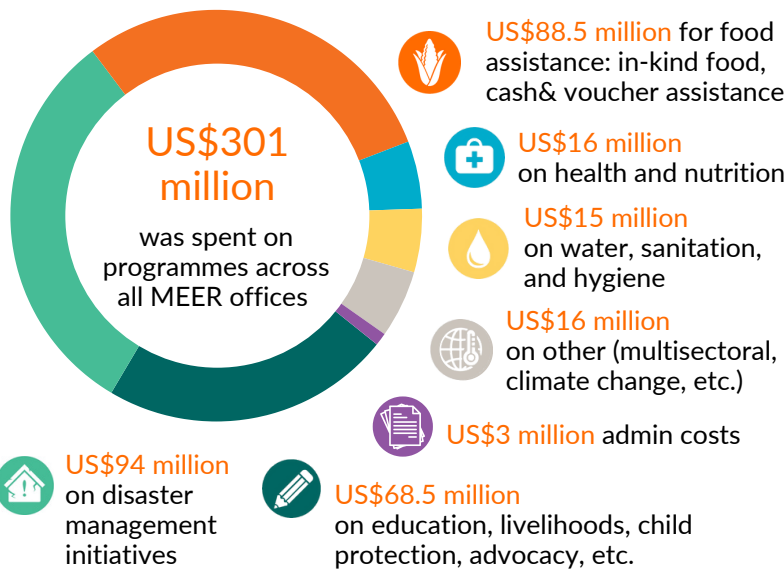 US$301
million
was spent on
programmes across
all MEER offices
US$88.5 million for food
assistance: in-kind food,
cash& voucher assistance
US$16 million
on health and nutrition
US$15 million
on water, sanitation,
and hygiene
US$16 million
on other (multisectoral,
climate change, etc.)
US$3 million admin costs
US$94 million
on disaster
management
initiatives
US$68.5 million
on education, livelihoods, child
protection, advocacy, etc.